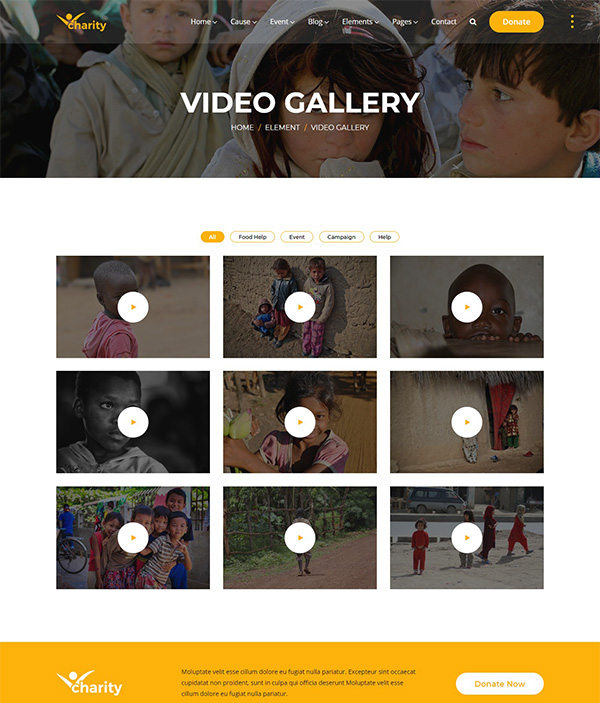 charity
Home Cause Event Blog Elements Pages Contact Donate
VIDEO GALLERY
HOME / ELEMENT / VIDEO GALLERY
All Food Help Event Campaign Help
charity
Moluptate velit esse cillum dolore eu fugiat nulla pariatur. Excepteur sint occaecat
cupidatat non proident, sunt in culpa qui officia deserunt Moluptate velit esse
cillum dolore eu fugiat nulla pariatur.
Donate Now